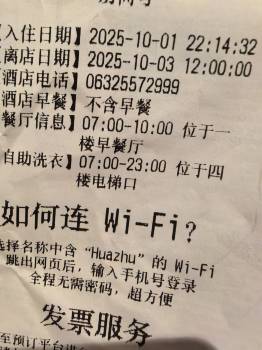 入住日期】2025-10-01 22:14:32
离店日期】2025-10-03 12:00:00
酒店电话】06325572999
酒店早餐】不含早餐
餐厅信息】07:00-10:00 位于一
楼早餐厅
自助洗衣】07:00-23:00 位于四
楼电梯口
如何连 Wi-Fi?
选择名称中含“Huazhu”的 Wi-Fi
跳出网页后，输入手机号登录
全程无需密码，超方便
发票服务